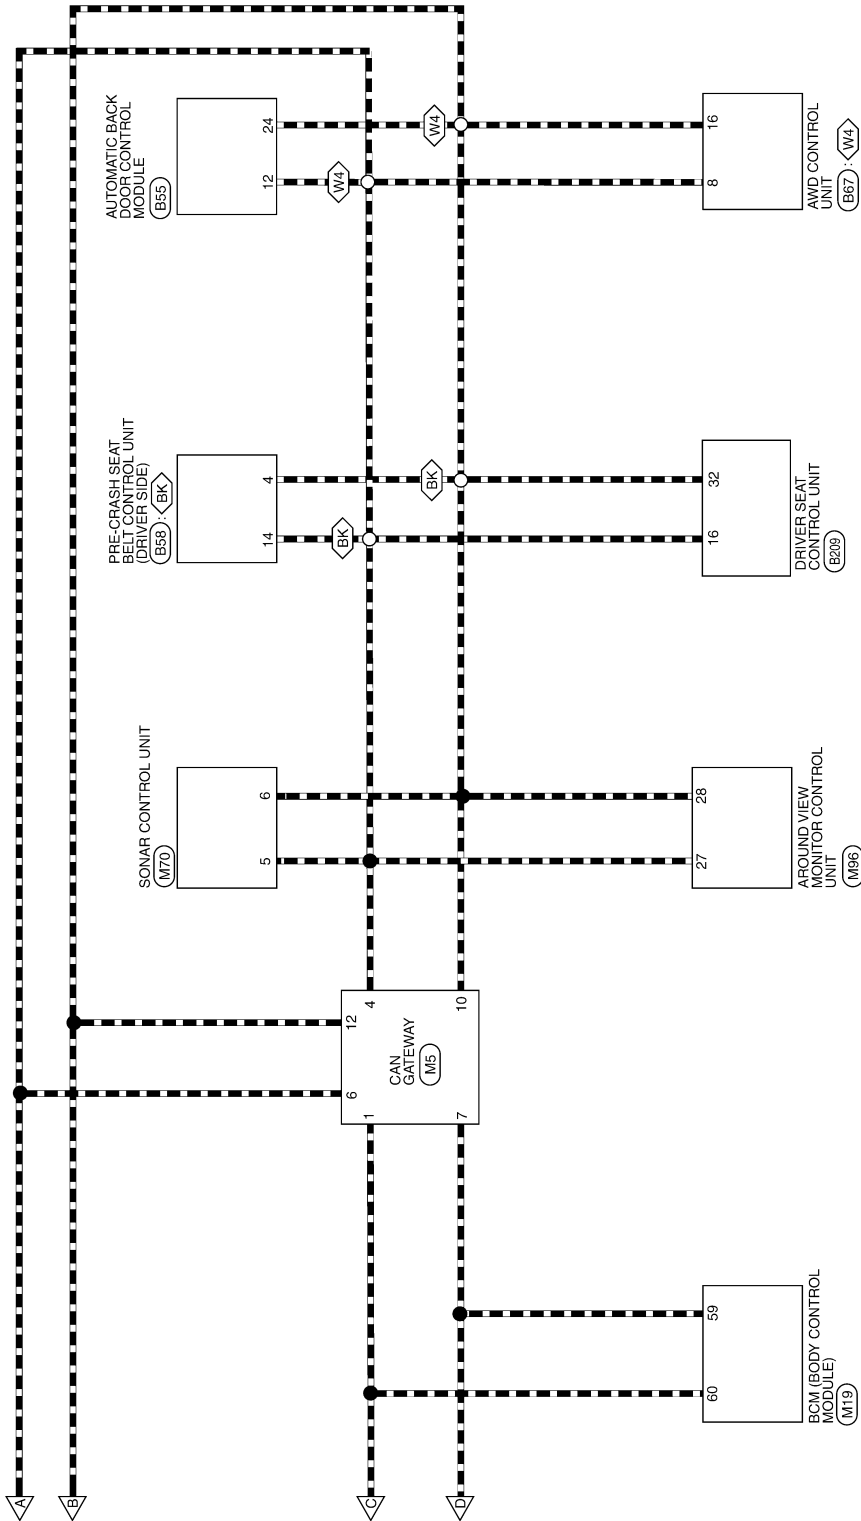 A
B
C
D
AUTOMATIC BACK
DOOR CONTROL
MODULE
B55
24
12
W4
W4
16
8
AWD CONTROL
UNIT
B67 : W4
PRE-CRASH SEAT
BELT CONTROL UNIT
(DRIVER SIDE)
B58 : BK
4
14
BK
BK
32
16
DRIVER SEAT
CONTROL UNIT
B209
SONAR CONTROL UNIT
M70
6
5
28
27
AROUND VIEW
MONITOR CONTROL
UNIT
M96
4
10
12
6
CAN
GATEWAY
M5
1
7
59
60
BCM (BODY CONTROL
MODULE)
M19